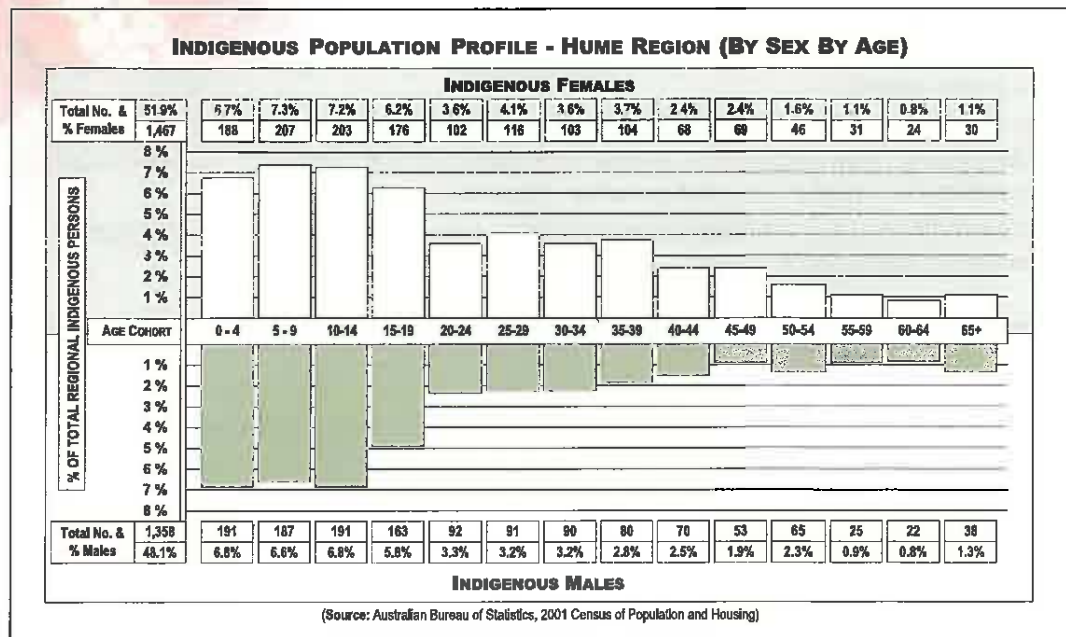 INDIGENOUS POPULATION PROFILE - HUME REGION (BY SEX BY AGE)
INDIGENOUS FEMALES
Total No. & 51.9% 6.7% 7.3% 7.2% 6.2% 3.6% 4.1% 3.6% 3.7% 2.4% 2.4% 1.6% 1.1% 0.8% 1.1%
% Females 1,467 188 207 203 176 102 116 103 104 68 69 46 31 24 30
8 %
7 %
6 %
5 %
4 %
3 %
2 %
1 %
% OF TOTAL REGIONAL INDIGENOUS PERSONS
AGE COHORT 0 - 4 5 - 9 10-14 15-19 20-24 25-29 30-34 35-39 40-44 45-49 50-54 55-59 60-64 65+
1 %
2 %
3 %
4 %
5 %
6 %
7 %
8 %
Total No. & 1,358 191 187 191 163 92 91 90 80 70 53 65 25 22 38
% Males 48.1% 6.8% 6.6% 6.8% 5.8% 3.3% 3.2% 3.2% 2.8% 2.5% 1.9% 2.3% 0.9% 0.8% 1.3%
INDIGENOUS MALES
(Source: Australian Bureau of Statistics, 2001 Census of Population and Housing)